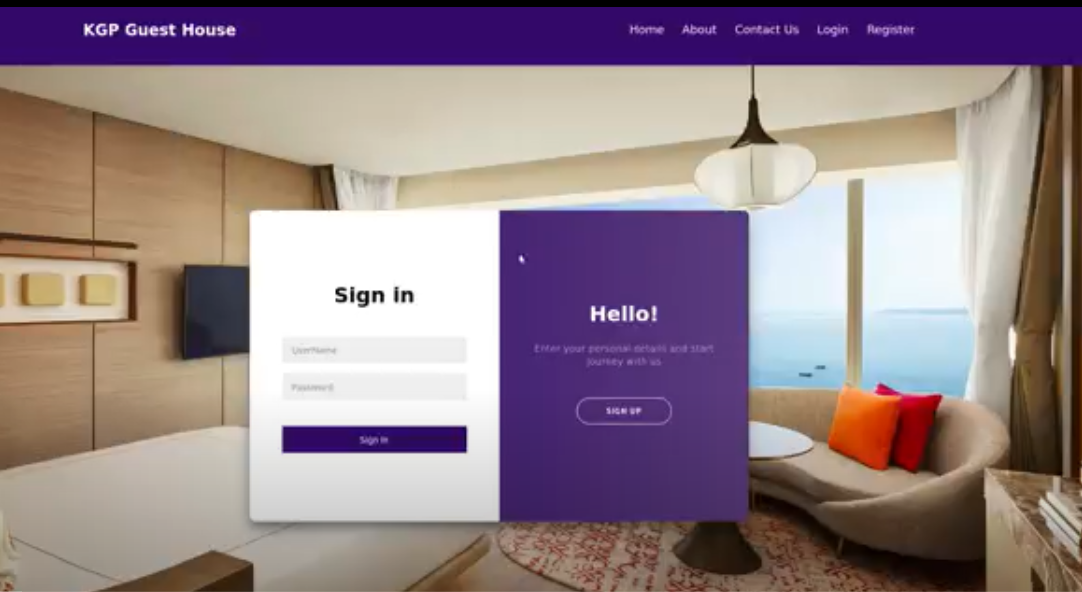 KGP Guest House
Home About Contact Us Login Register
Sign in
UserName
Password
Sign In
Hello!
Enter your personal details and start
journey with us
SIGN UP